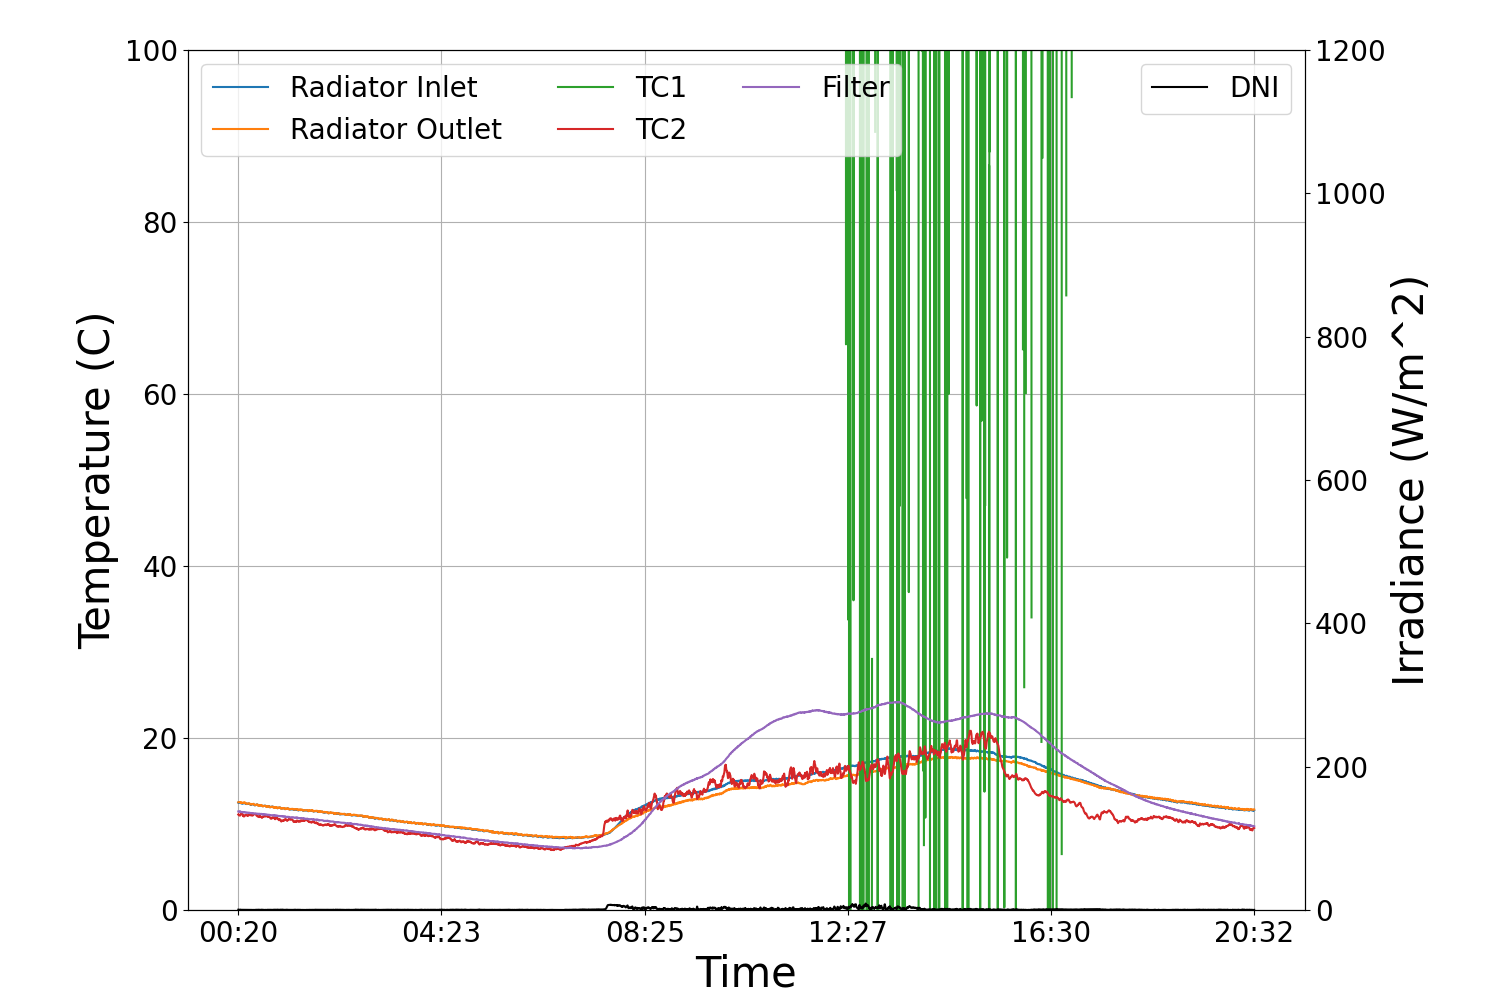 Radiator Inlet
Radiator Outlet
TC1
TC2
Filter
DNI
Temperature (C)
100
80
60
40
20
0
Irradiance (W/m^2)
1200
1000
800
600
400
200
0
00:20 04:23 08:25 12:27 16:30 20:32
Time